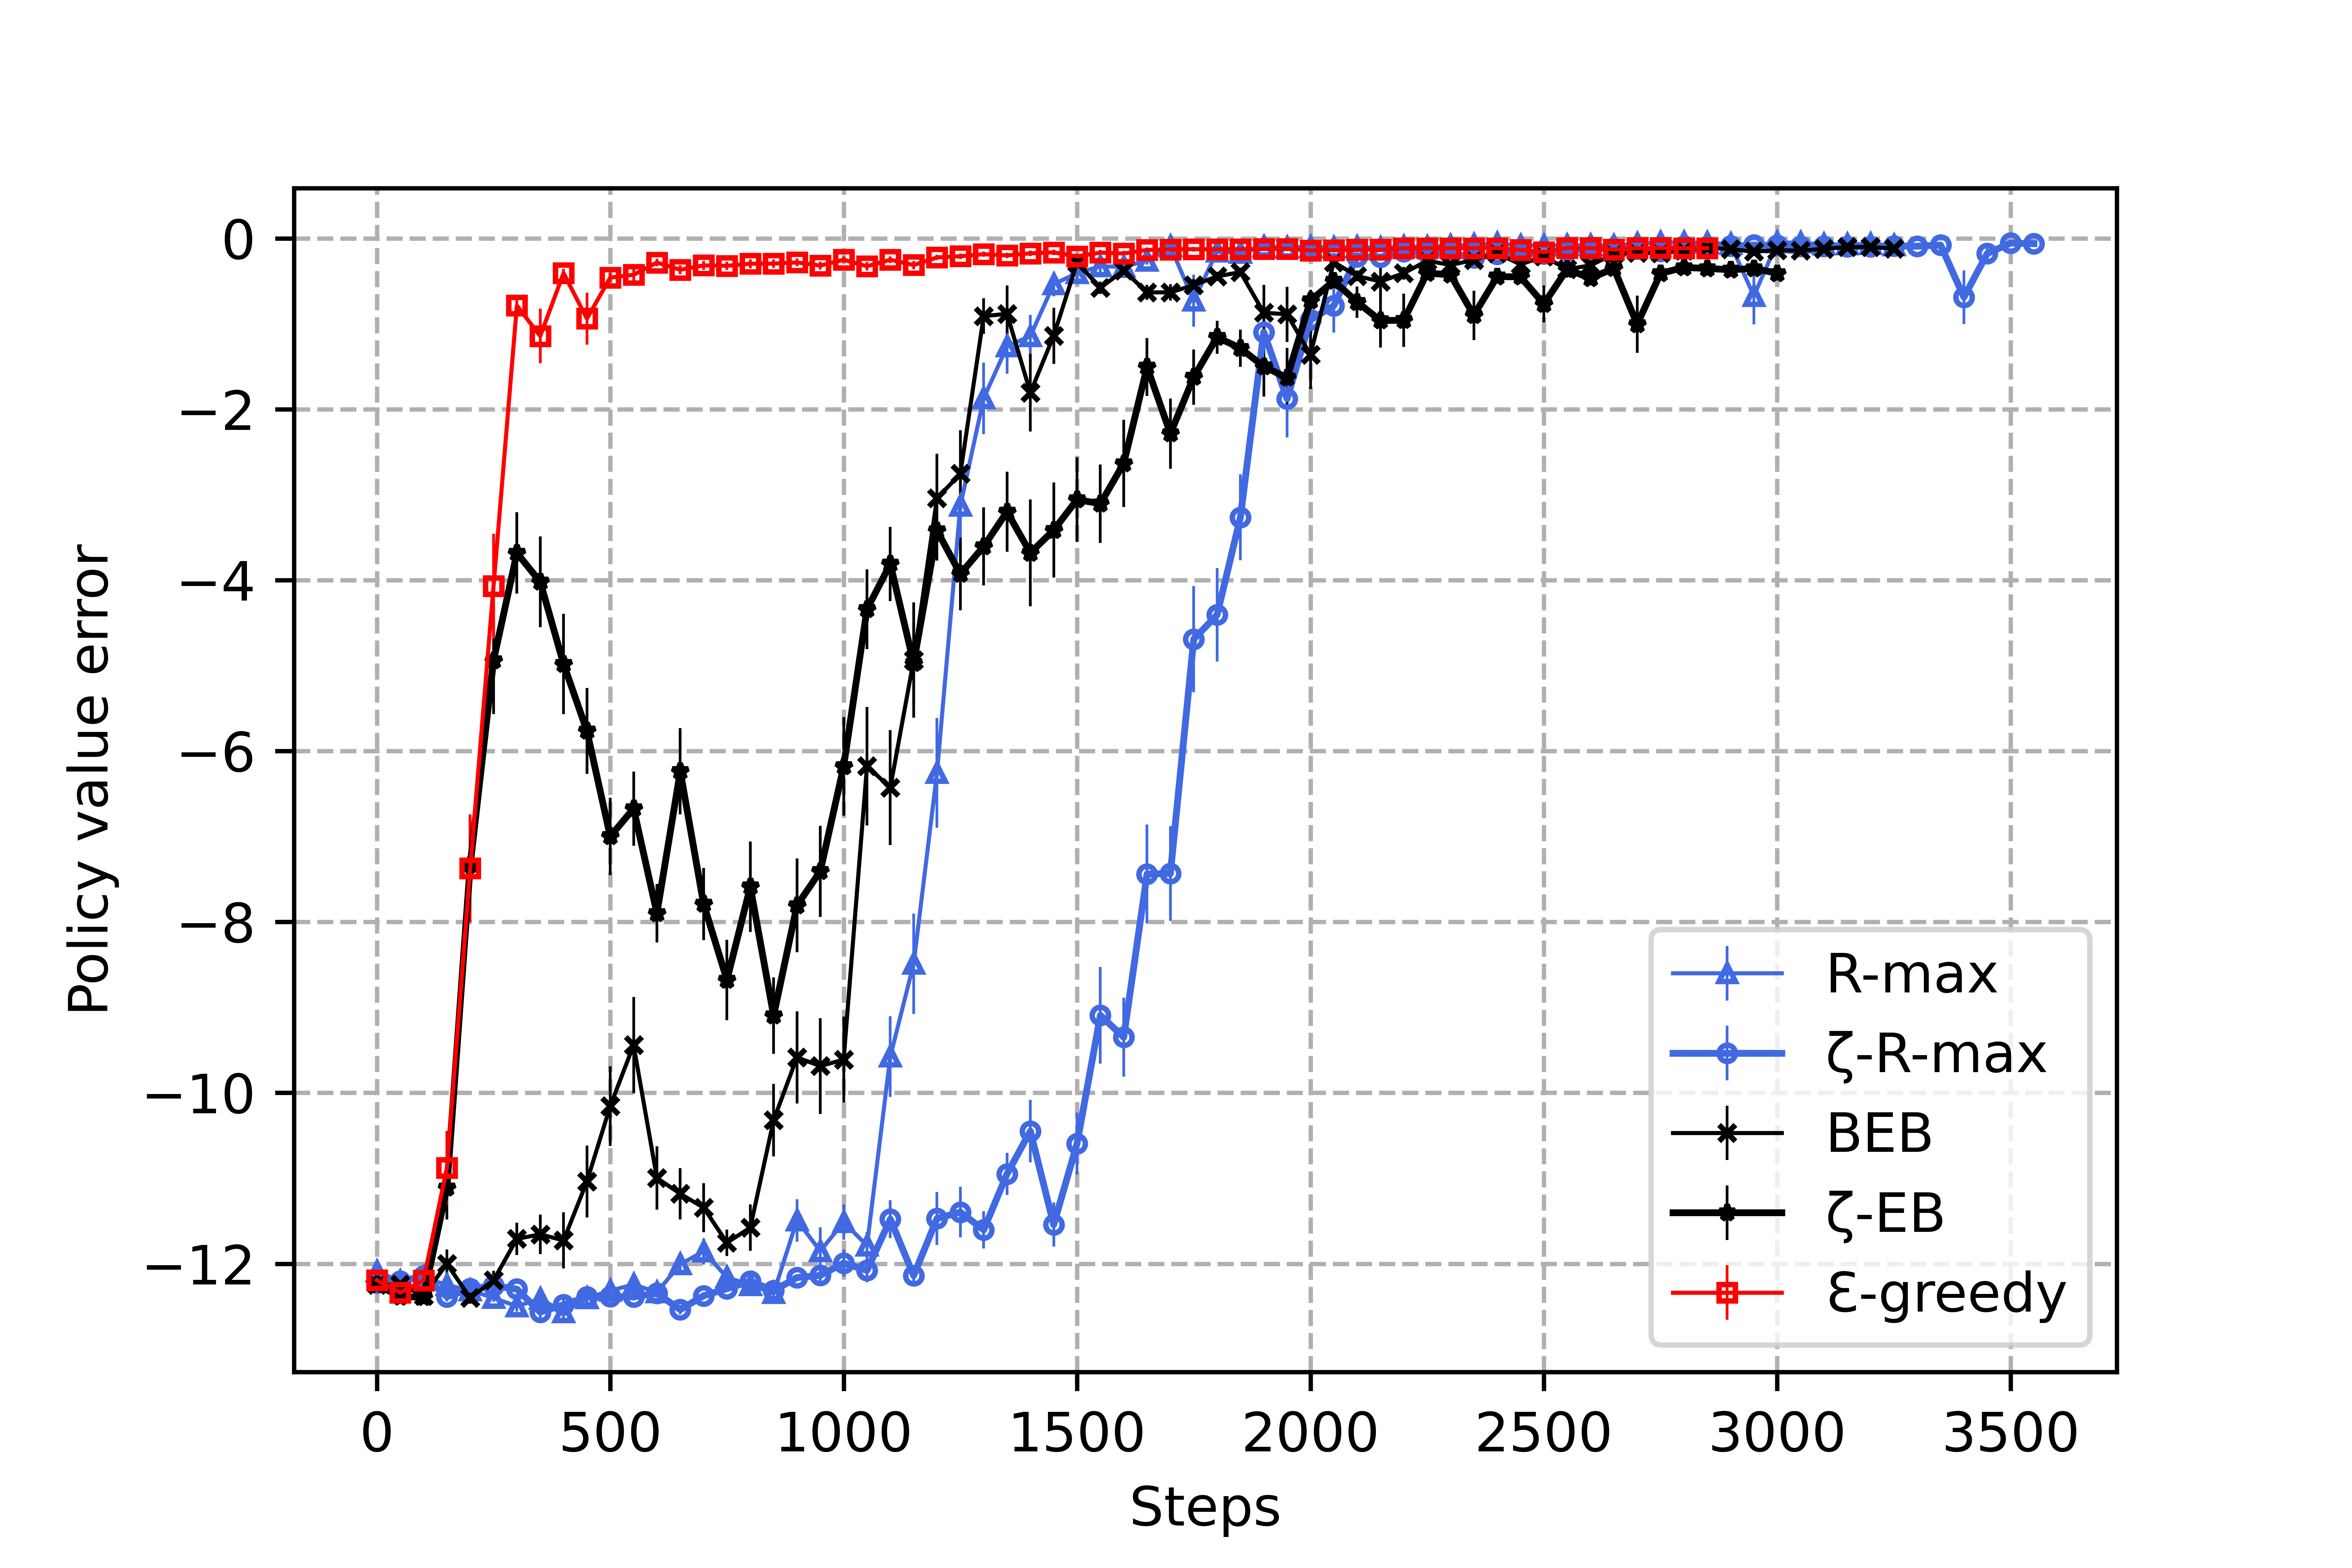 0
−2
−4
−6
−8
−10
−12
Policy value error
0 500 1000 1500 2000 2500 3000 3500
Steps
R-max
ζ-R-max
BEB
ζ-EB
Ɛ-greedy